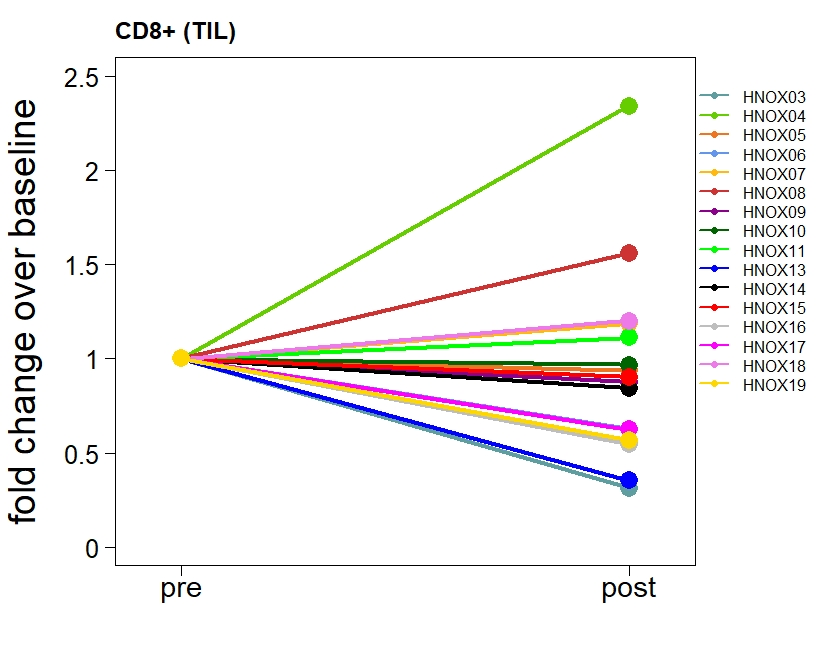 CD8+ (TIL)
fold change over baseline
2.5
2
1.5
1
0.5
0
pre
post
HNOX03
HNOX04
HNOX05
HNOX06
HNOX07
HNOX08
HNOX09
HNOX10
HNOX11
HNOX13
HNOX14
HNOX15
HNOX16
HNOX17
HNOX18
HNOX19